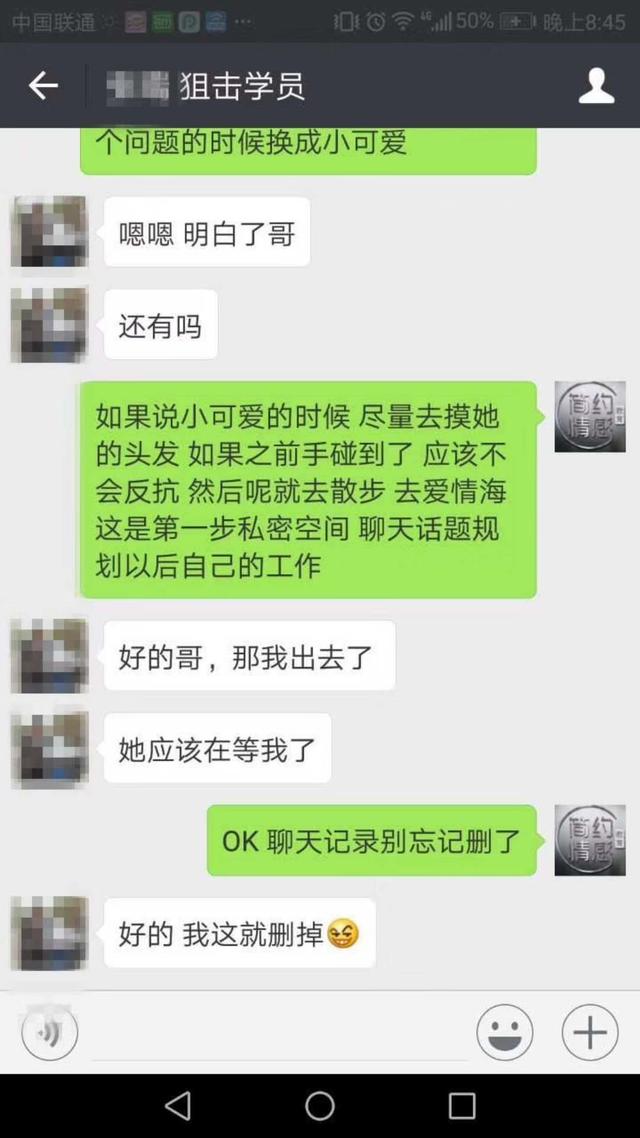 中国联通
50%
晚上8:45
狙击学员
个问题的时候换成小可爱
嗯嗯 明白了哥
还有吗
如果说小可爱的时候 尽量去摸她
的头发 如果之前手碰到了 应该不
会反抗 然后呢就去散步 去爱情海
这是第一步私密空间 聊天话题规
划以后自己的工作
简约
情感
好的哥，那我出去了
她应该在等我了
OK 聊天记录别忘记删了
简约
情感
好的 我这就删掉